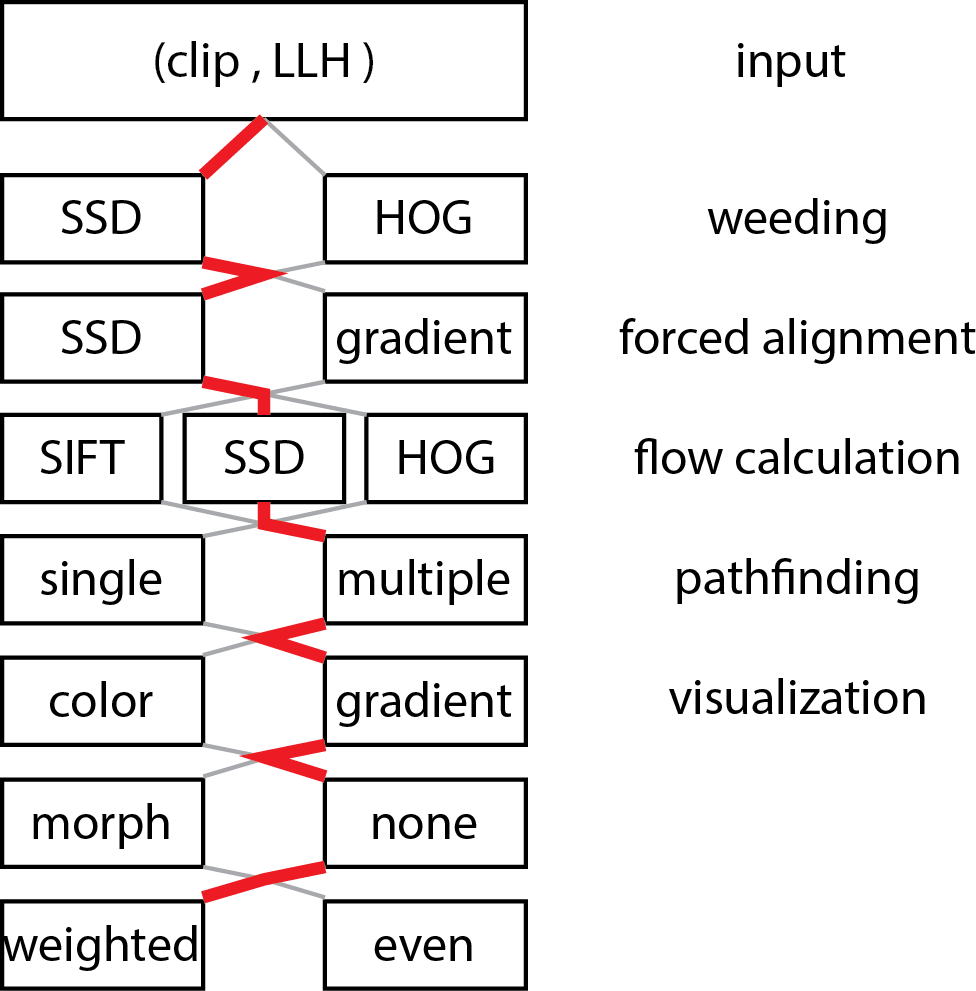 (clip , LLH ) input
SSD HOG weeding
SSD gradient forced alignment
SIFT SSD HOG flow calculation
single multiple pathfinding
color gradient visualization
morph none
weighted even